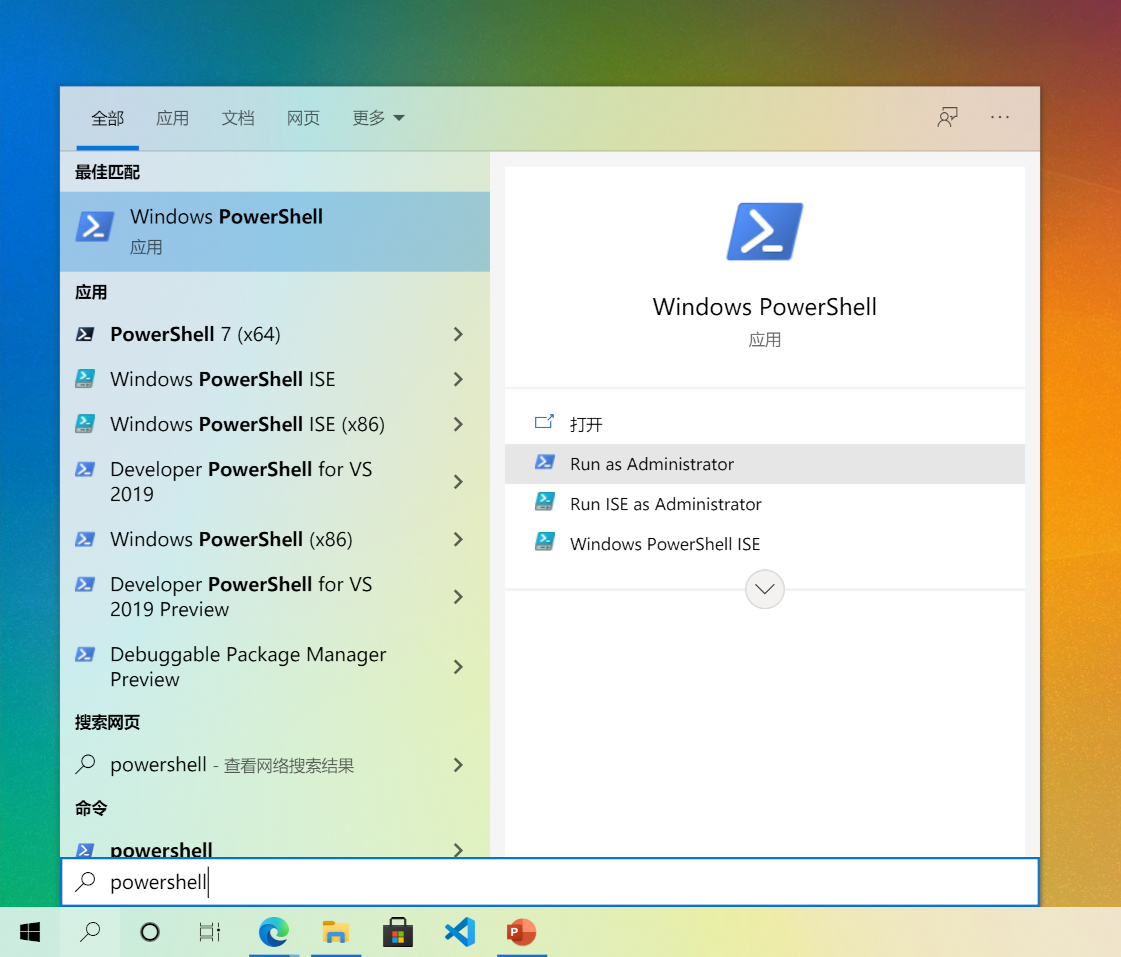 全部 应用 文档 网页 更多
最佳匹配
Windows PowerShell
应用
应用
PowerShell 7 (x64)
Windows PowerShell ISE
Windows PowerShell ISE (x86)
Developer PowerShell for VS
2019
Windows PowerShell (x86)
Developer PowerShell for VS
2019 Preview
Debuggable Package Manager
Preview
搜索网页
powershell - 查看网络搜索结果
命令
powershell
Windows PowerShell
应用
打开
Run as Administrator
Run ISE as Administrator
Windows PowerShell ISE
powershell
P